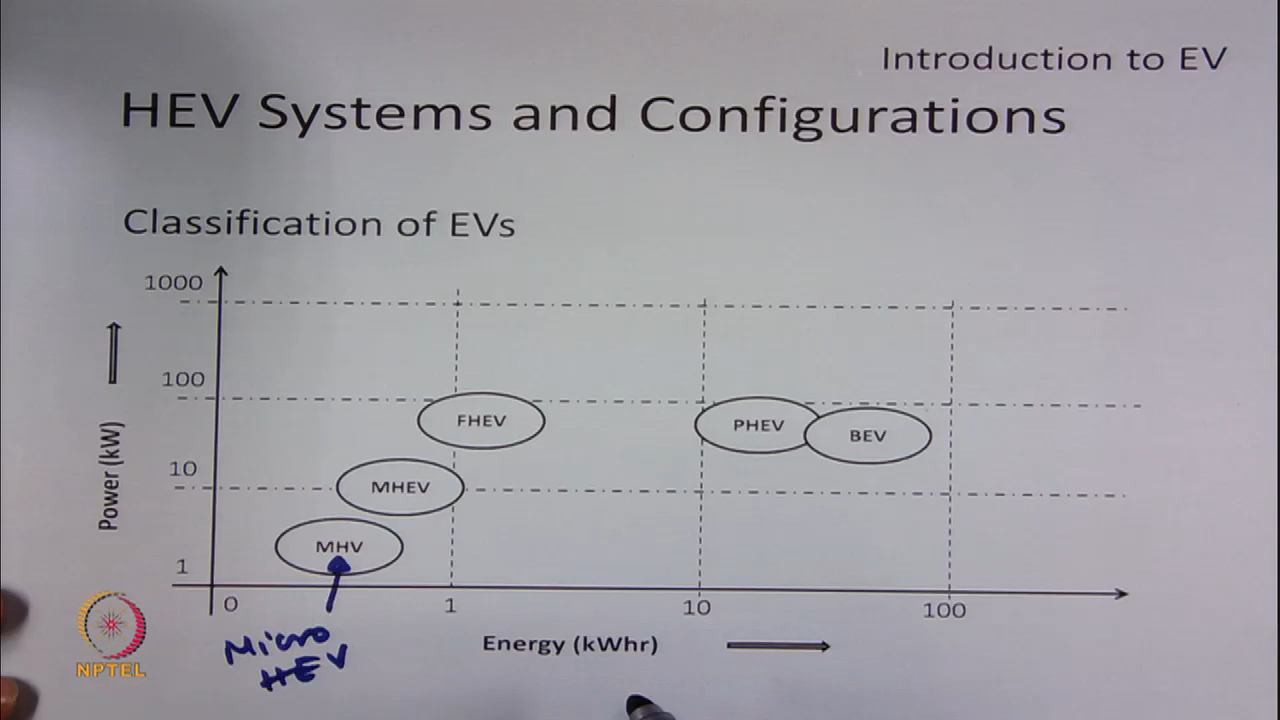 Introduction to EV
HEV Systems and Configurations
Classification of EVs
1000
100
10
1
Power (kW)
FHEV
PHEV
BEV
MHEV
MHV
0
1
10
100
Energy (kWhr)
Micro
HEV
NPTEL